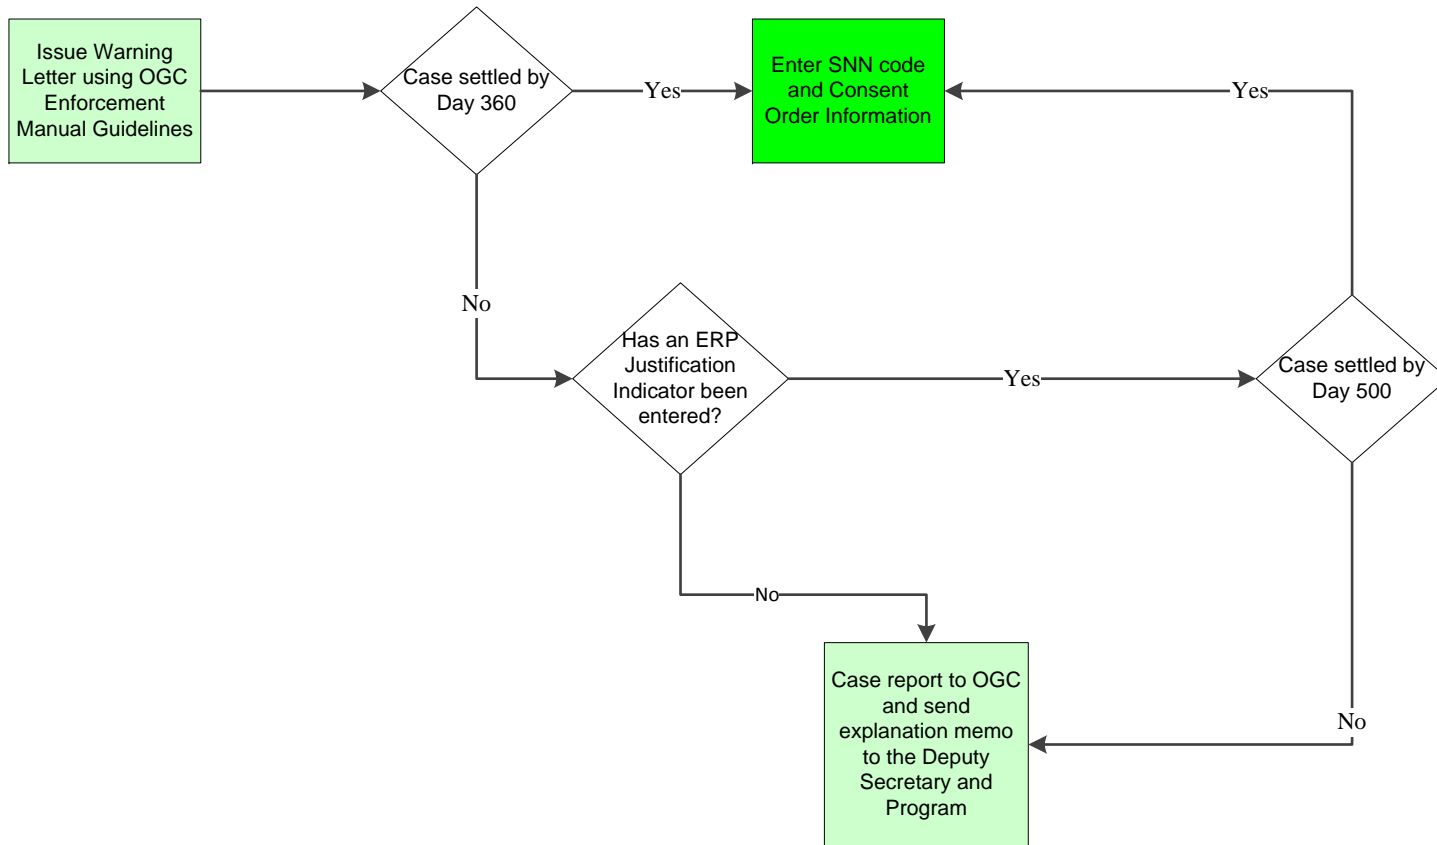 Issue Warning
Letter using OGC
Enforcement
Manual Guidelines
Case settled by
Day 360
Yes
Enter SNN code
and Consent
Order Information
Yes
No
Has an ERP
Justification
Indicator been
entered?
Yes
Case settled by
Day 500
No
Case report to OGC
and send
explanation memo
to the Deputy
Secretary and
Program
No